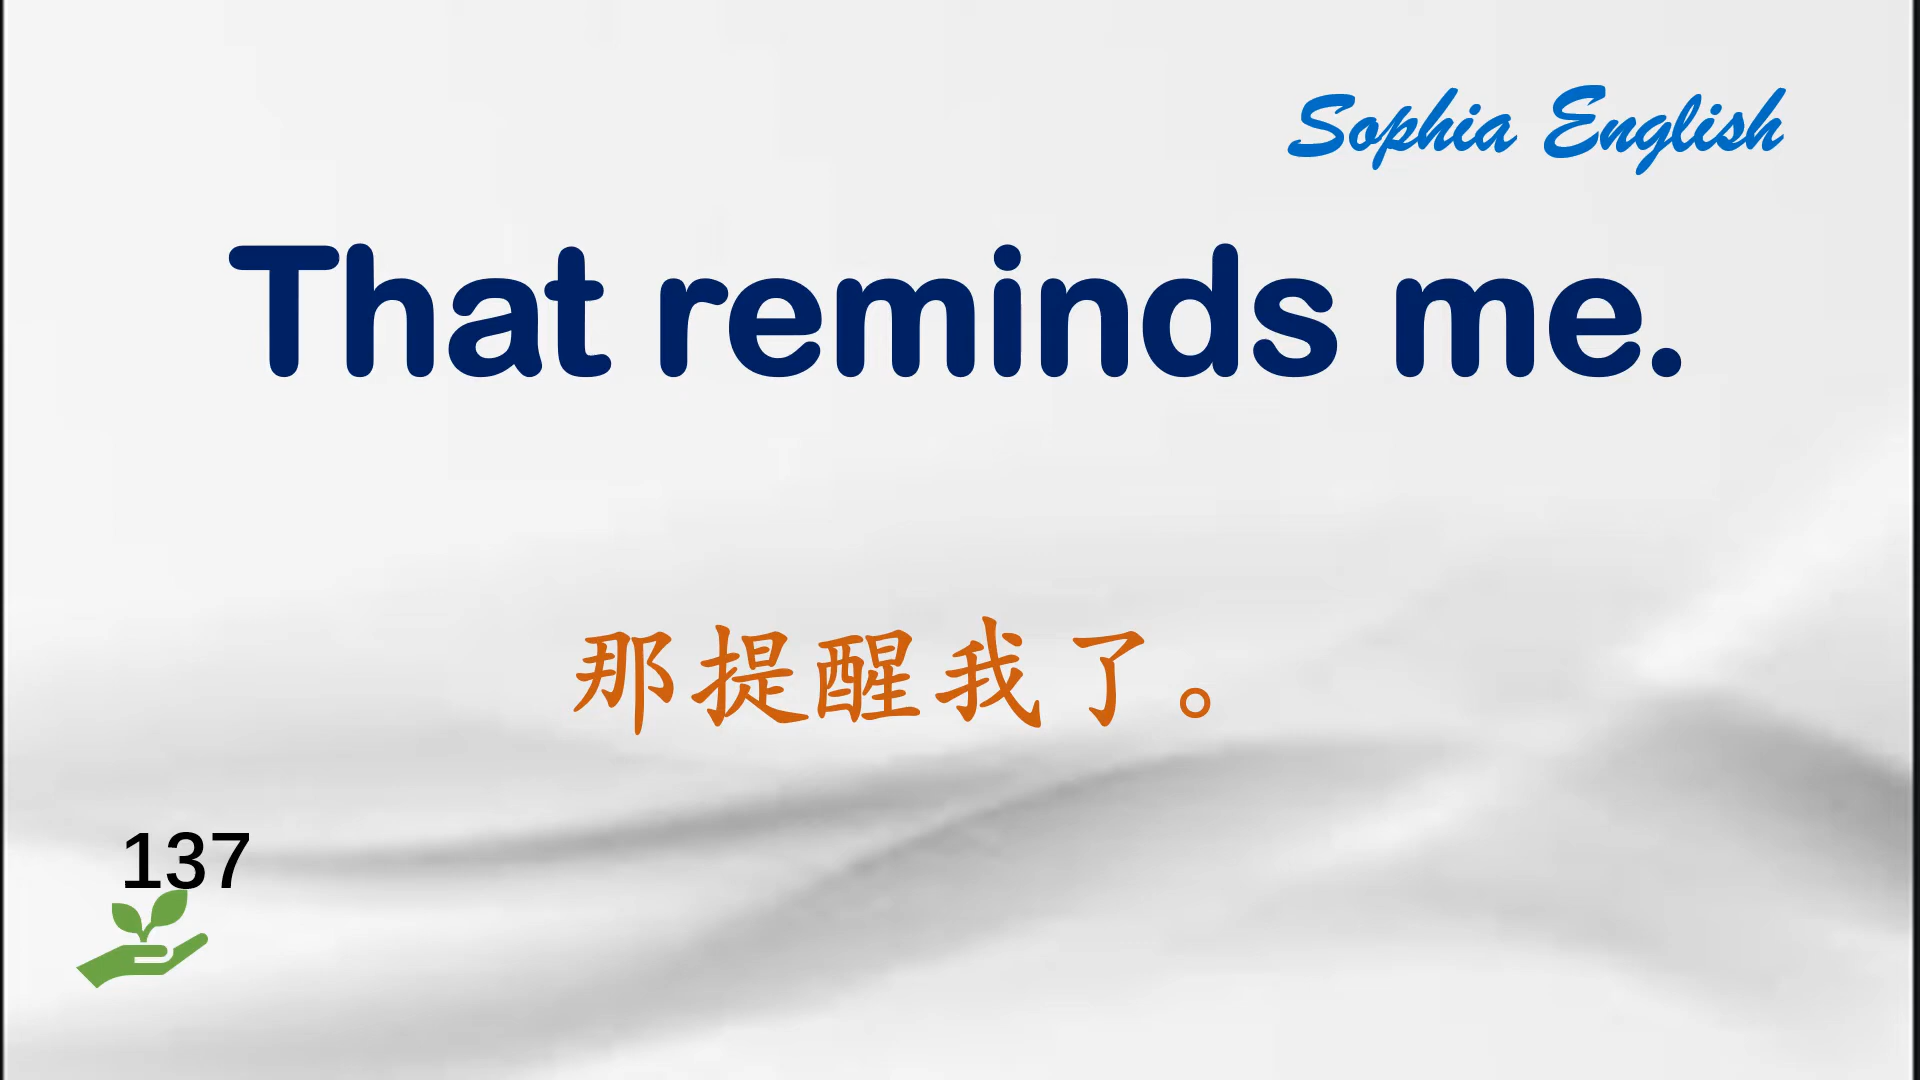 Sophia English
That reminds me.
那提醒我了。
137